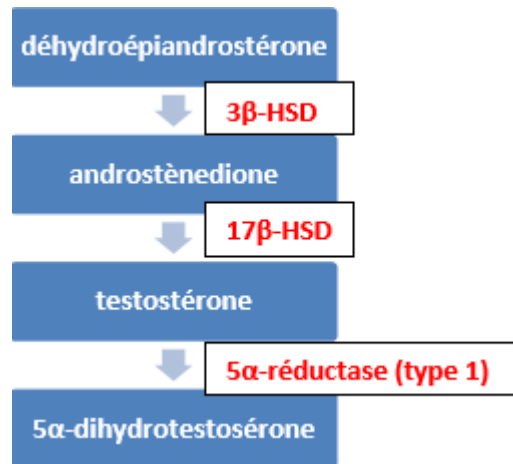 déhydroépiandrostérone
3β-HSD
androstènedione
17β-HSD
testostérone
5α-réductase (type 1)
5α-dihydrotestosérone